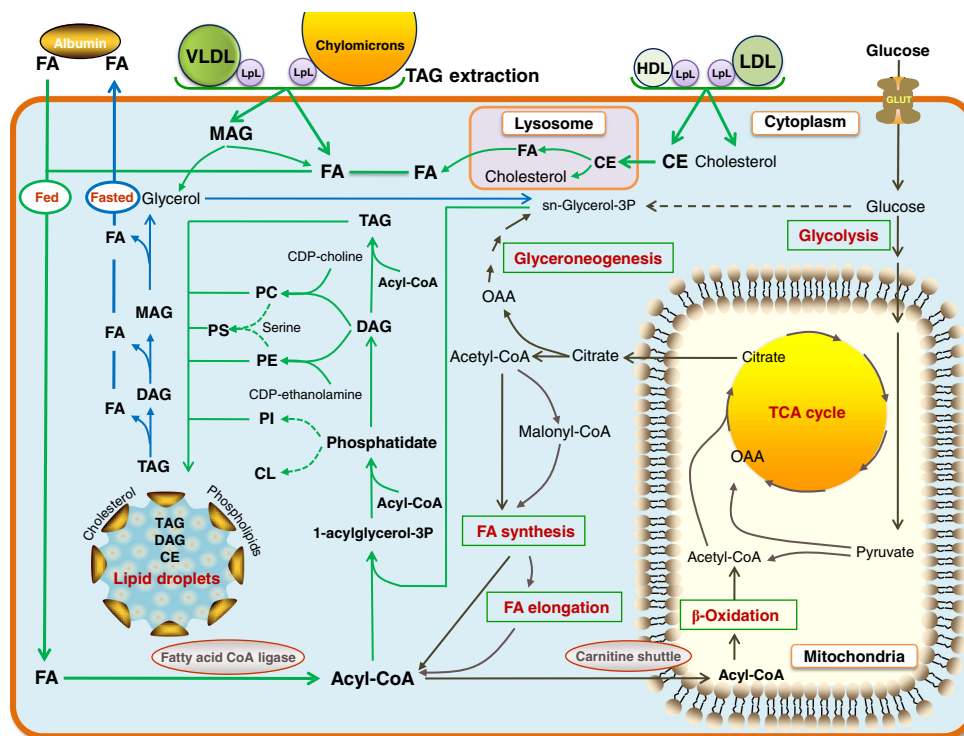 Albumin
FA FA
VLDL
LpL
LpL
Chylomicrons
TAG extraction
HDL
LpL
LpL
LDL
Glucose
GLUT
MAG
FA
FA
Lysosome
FA
CE
Cholesterol
CE Cholesterol
Cytoplasm
Fed
Fasted
Glycerol
sn-Glycerol-3P
Glucose
Glycolysis
FA
TAG
CDP-choline
Acyl-CoA
Glyceroneogenesis
PC
OAA
MAG
PS
Serine
DAG
FA
PE
Acetyl-CoA
Citrate
Citrate
TCA cycle
CDP-ethanolamine
DAG
FA
PI
Phosphatidate
Malonyl-CoA
OAA
TAG
CL
Cholesterol
Phospholipids
Acyl-CoA
TAG
DAG
CE
Lipid droplets
1-acylglycerol-3P
FA synthesis
Acetyl-CoA
Pyruvate
FA elongation
β-Oxidation
Fatty acid CoA ligase
Carnitine shuttle
Mitochondria
FA
Acyl-CoA
Acyl-CoA